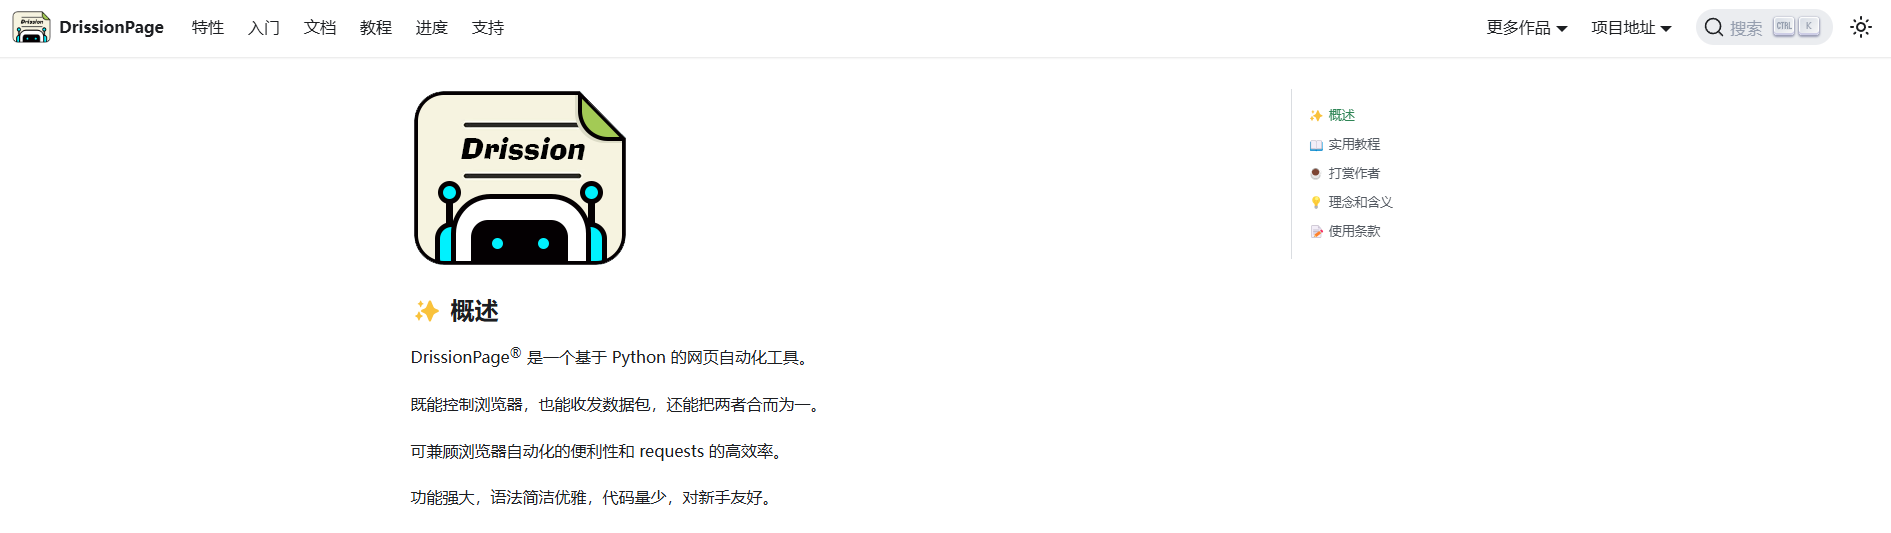 Drission
DrissionPage 特性 入门 文档 教程 进度 支持 更多作品 项目地址 搜索 CTRL K
Drission
✨ 概述
DrissionPage® 是一个基于 Python 的网页自动化工具。
既能控制浏览器，也能收发数据包，还能把两者合而为一。
可兼顾浏览器自动化的便利性和 requests 的高效率。
功能强大，语法简洁优雅，代码量少，对新手友好。
✨ 概述
📖 实用教程
☕ 打赏作者
💡 理念和含义
📝 使用条款